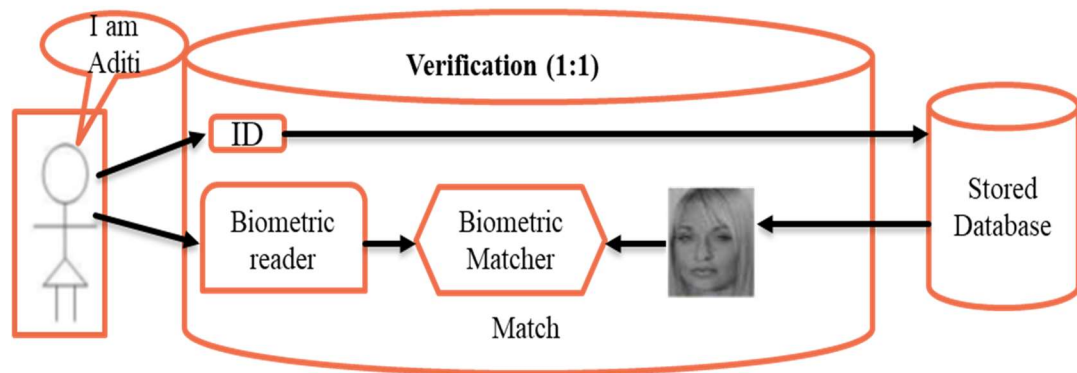 I am
Aditi
Verification (1:1)
ID
Stored
Database
Biometric
reader
Biometric
Matcher
Match